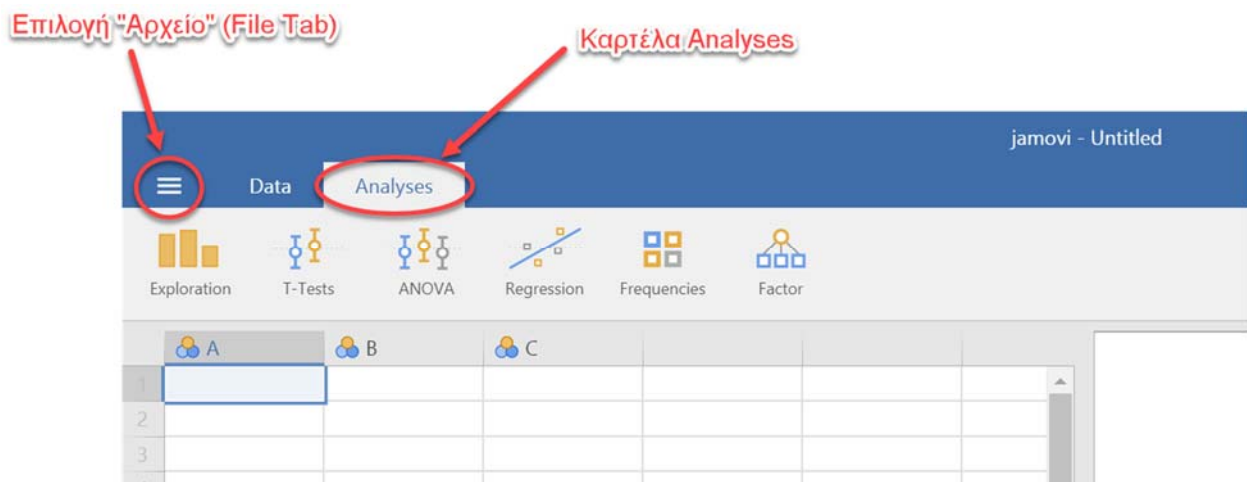 Επιλογή "Αρχείο" (File Tab)
Καρτέλα Analyses
jamovi - Untitled
Data Analyses
Exploration T-Tests ANOVA Regression Frequencies Factor
A B C
1
2
3